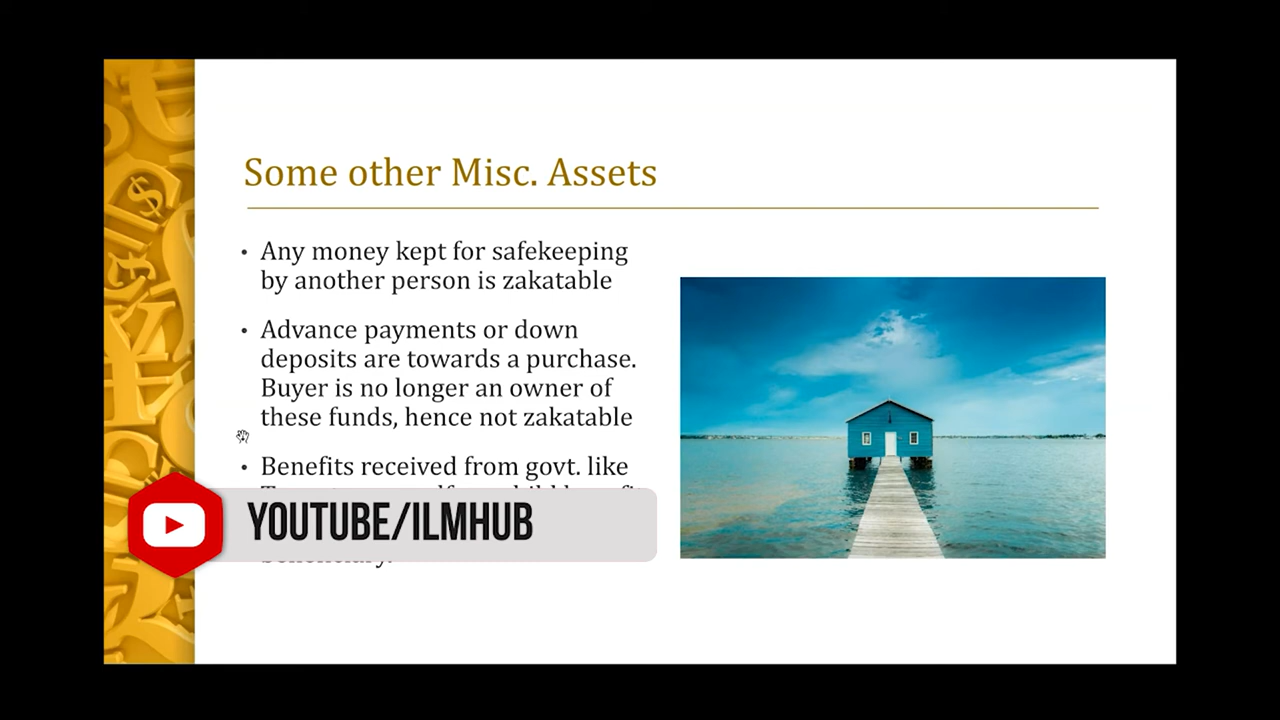 Some other Misc. Assets
• Any money kept for safekeeping
by another person is zakatable
• Advance payments or down
deposits are towards a purchase.
Buyer is no longer an owner of
these funds, hence not zakatable
• Benefits received from govt. like
YOUTUBE/ILMHUB